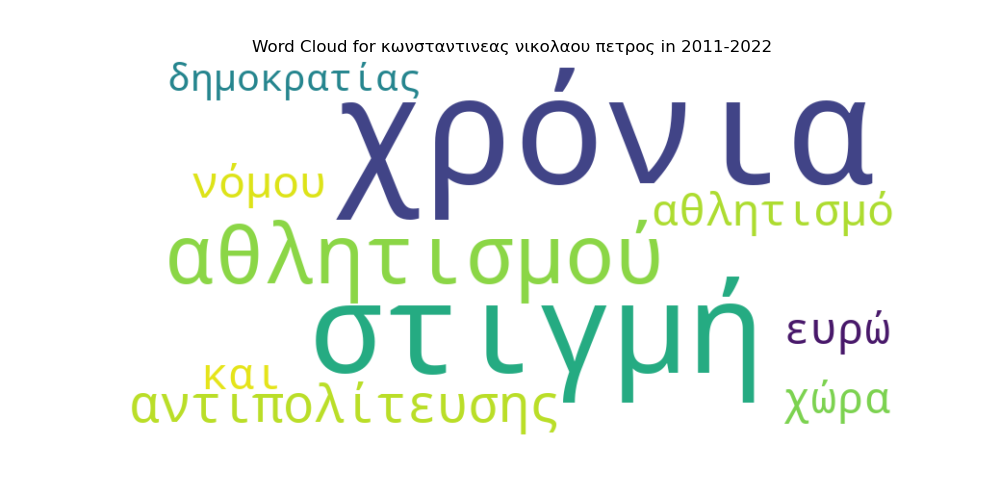 Word Cloud for κωνσταντινεας νικολαου πετρος in 2011-2022
δημοκρατίας
χρόνια
νόμου
αθλητισμό
αθλητισμού
στιγμή
ευρώ
και
χώρα
αντιπολίτευσης